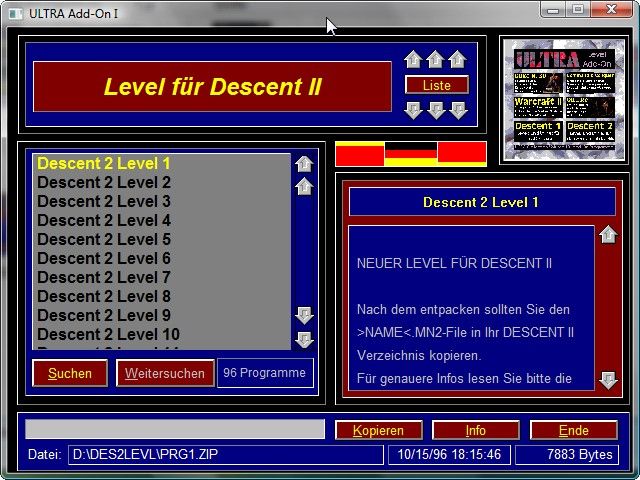 ULTRA Add-On I
Level für Descent II
Liste
ULTRA Level
Add-On
Warcraft II
Descent 1 Descent 2
Descent 2 Level 1
Descent 2 Level 2
Descent 2 Level 3
Descent 2 Level 4
Descent 2 Level 5
Descent 2 Level 6
Descent 2 Level 7
Descent 2 Level 8
Descent 2 Level 9
Descent 2 Level 10
Suchen
Weitersuchen
96 Programme
Descent 2 Level 1
NEUER LEVEL FÜR DESCENT II
Nach dem entpacken sollten Sie den
>NAME<.MN2-File in Ihr DESCENT II
Verzeichnis kopieren.
Für genauere Infos lesen Sie bitte die
Kopieren
Info
Ende
Datei: D:\DES2LEVL\PRG1.ZIP
10/15/96 18:15:46
7883 Bytes